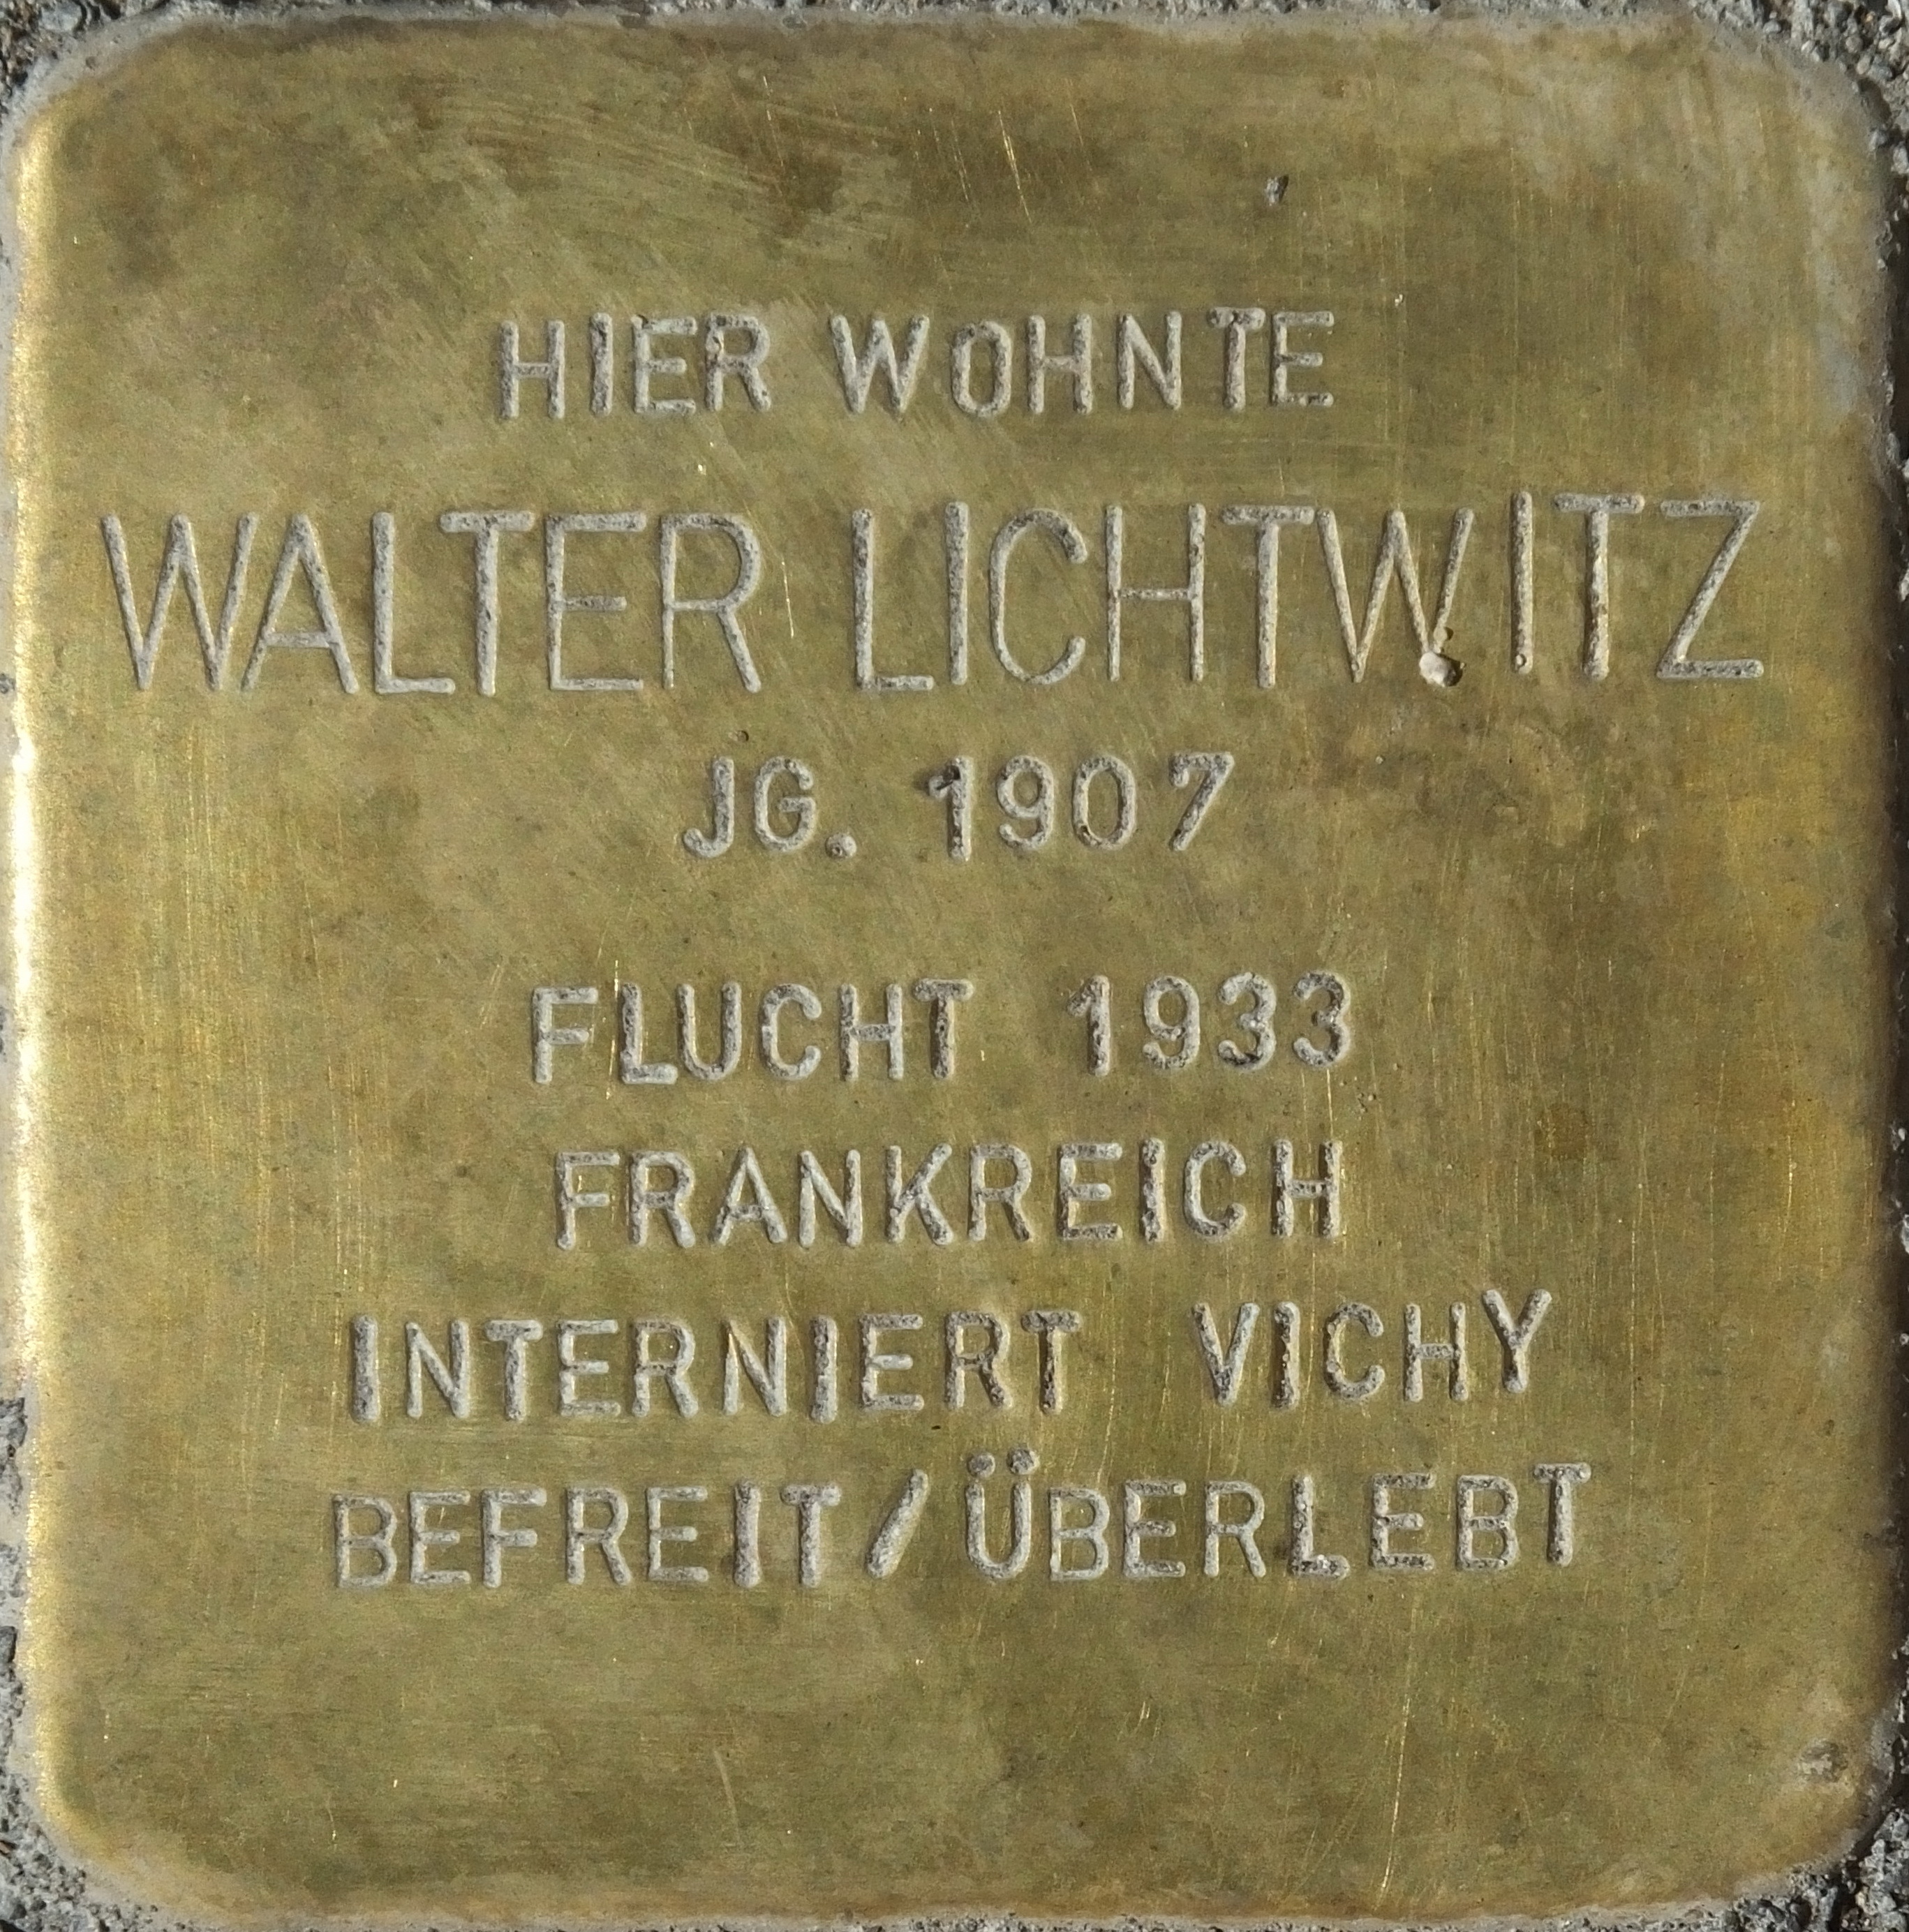 HIER WOHNTE
WALTER LICHTWITZ
JG. 1907
FLUCHT 1933
FRANKREICH
INTERNIERT VICHY
BEFREIT / ÜBERLEBT